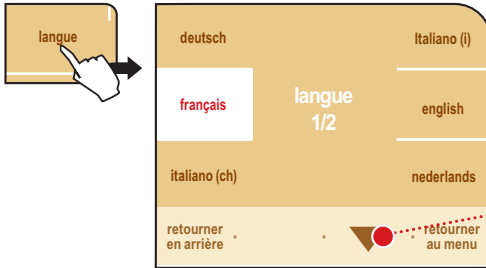 langue
deutsch
Italiano (i)
français
langue
1/2
english
italiano (ch)
nederlands
retourner
en arrière
retourner
au menu